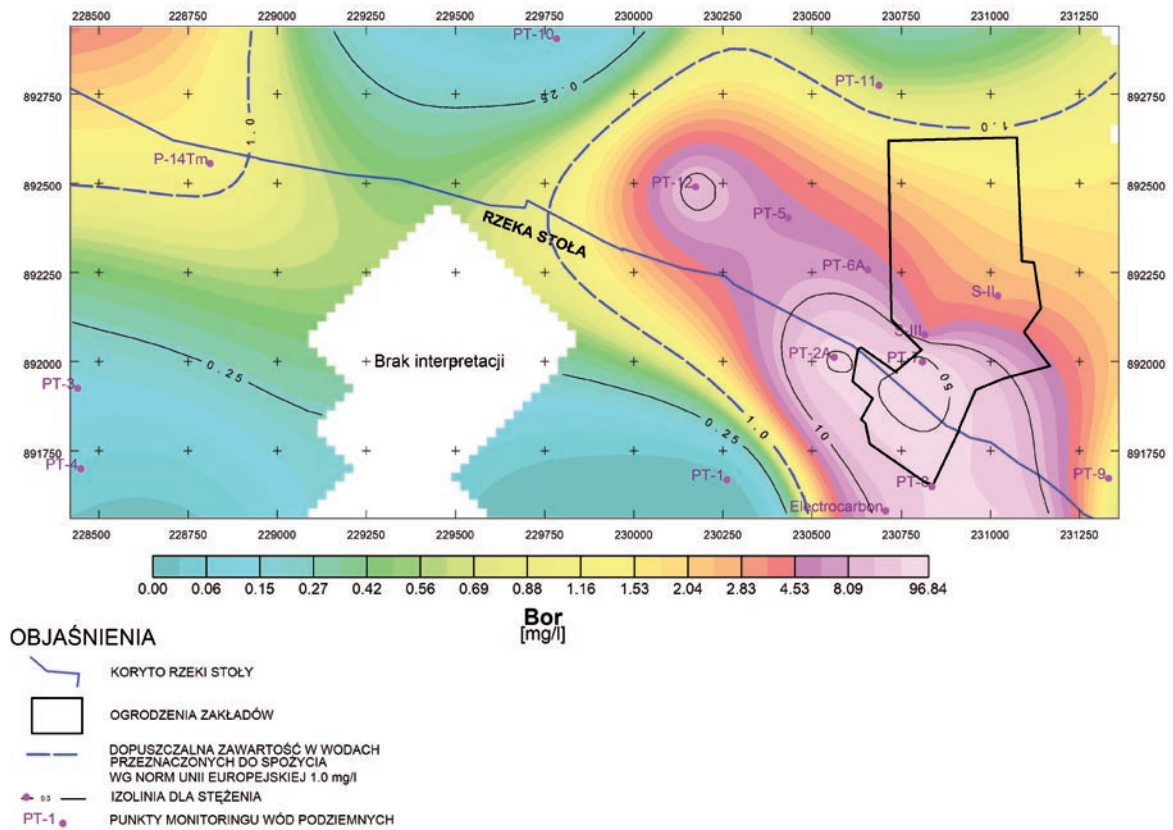 228500 228750 229000 229250 229500 229750 230000 230250 230500 230750 231000 231250
PT-10
0.25
PT-11
892750 892750
1.0 1.0
P-14Tm
892500 892500
PT-12
PT-5
RZEKA STOŁA
PT-6A
892250 892250
S-II
S-III
892000 Brak interpretacji PT-2A PT-7 892000
PT-3
0.25 0.25
1.0
10
50
891750 891750
PT-4 PT-1 PT-8 PT-9
Electrocarbon
228500 228750 229000 229250 229500 229750 230000 230250 230500 230750 231000 231250
0.00 0.06 0.15 0.27 0.42 0.56 0.69 0.88 1.16 1.53 2.04 2.83 4.53 8.09 96.84
Bor
[mg/l]
OBJAŚNIENIA
KORYTO RZEKI STOŁY
OGRODZENIA ZAKŁADÓW
DOPUSZCZALNA ZAWARTOŚĆ W WODACH
PRZEZNACZONYCH DO SPOŻYCIA
WG NORM UNII EUROPEJSKIEJ 1.0 mg/l
0.5 IZOLINIA DLA STĘŻENIA
PT-1 PUNKTY MONITORINGU WÓD PODZIEMNYCH